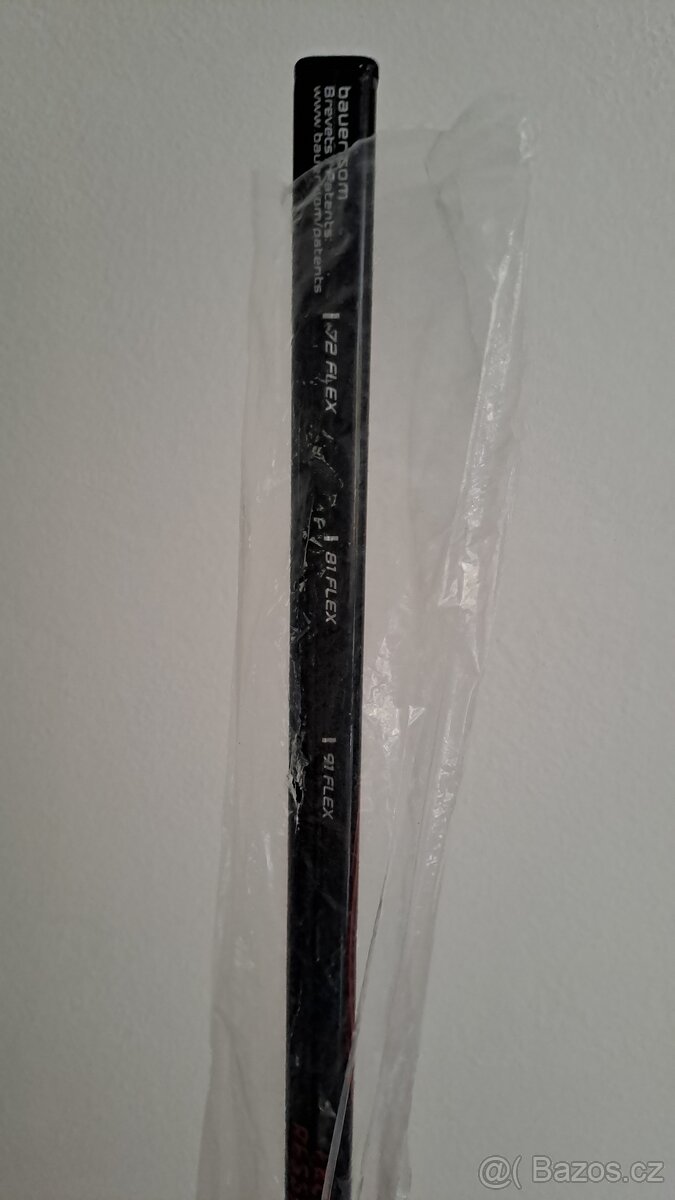 bauer.com
Brevets / Patents:
www.bauer.com/patents
72 FLEX
81 FLEX
91 FLEX
@( Bazos.cz